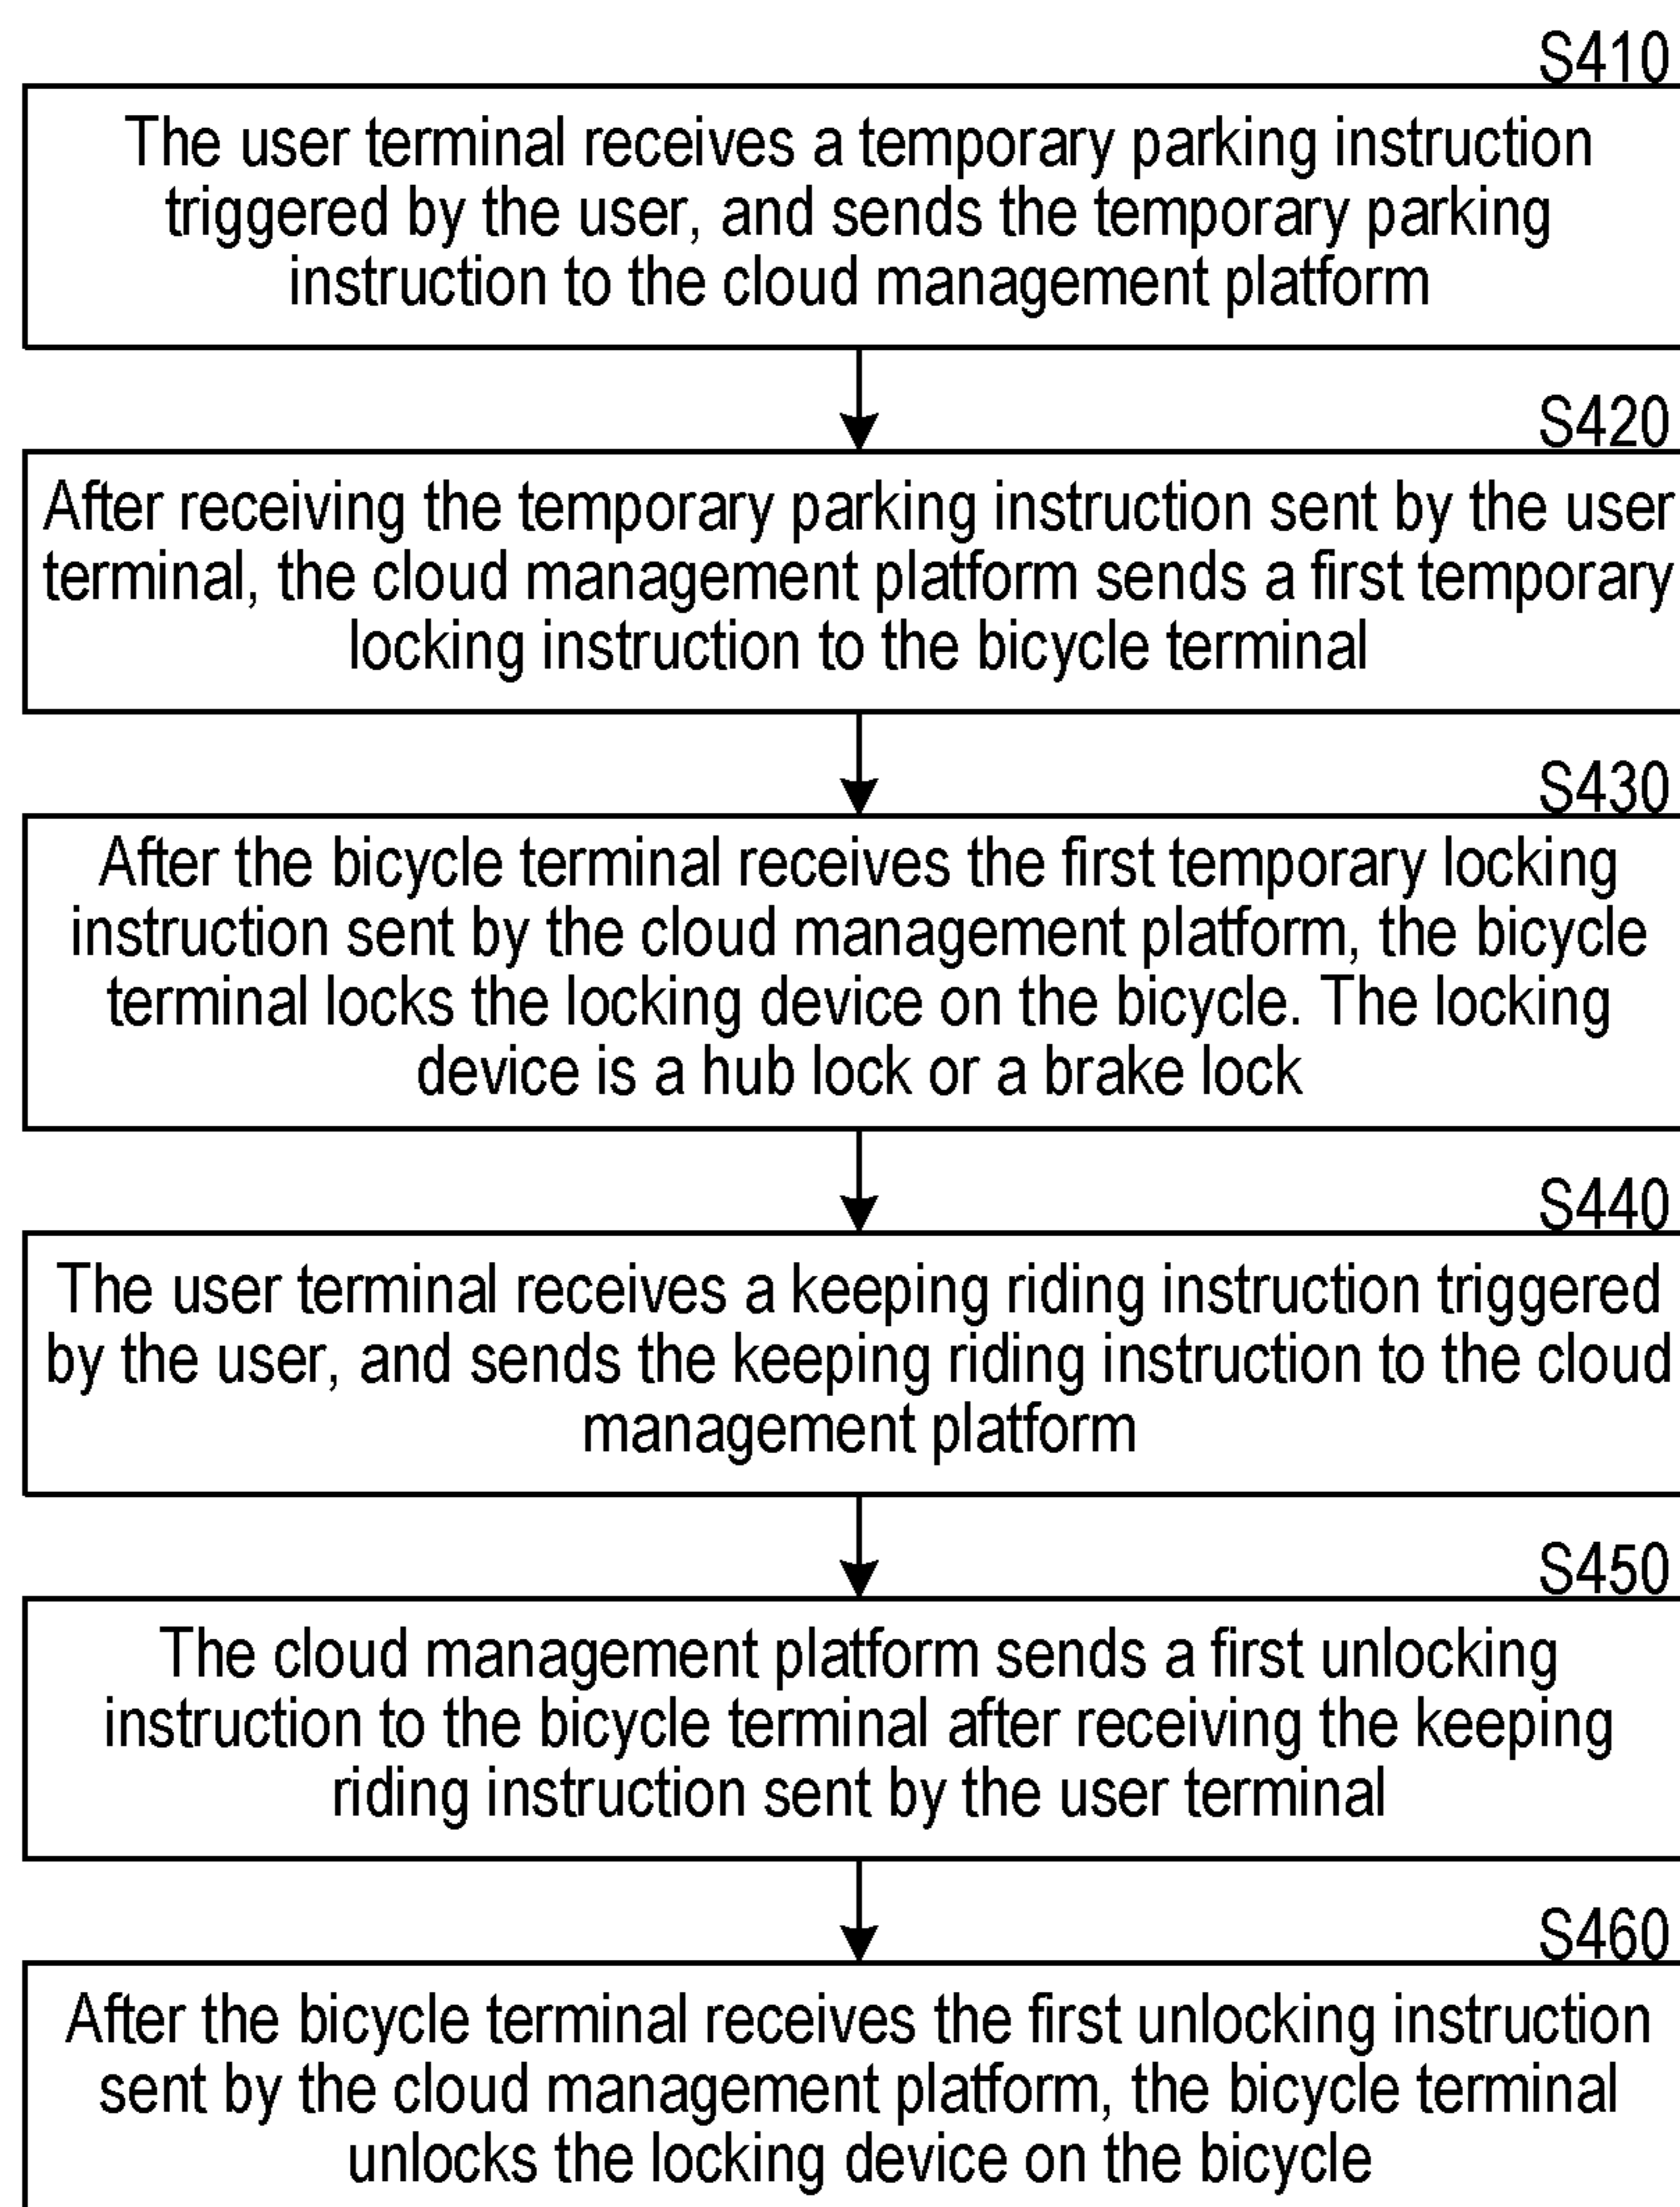 S410
The user terminal receives a temporary parking instruction
triggered by the user, and sends the temporary parking
instruction to the cloud management platform
S420
After receiving the temporary parking instruction sent by the user
terminal, the cloud management platform sends a first temporary
locking instruction to the bicycle terminal
S430
After the bicycle terminal receives the first temporary locking
instruction sent by the cloud management platform, the bicycle
terminal locks the locking device on the bicycle. The locking
device is a hub lock or a brake lock
S440
The user terminal receives a keeping riding instruction triggered
by the user, and sends the keeping riding instruction to the cloud
management platform
S450
The cloud management platform sends a first unlocking
instruction to the bicycle terminal after receiving the keeping
riding instruction sent by the user terminal
S460
After the bicycle terminal receives the first unlocking instruction
sent by the cloud management platform, the bicycle terminal
unlocks the locking device on the bicycle